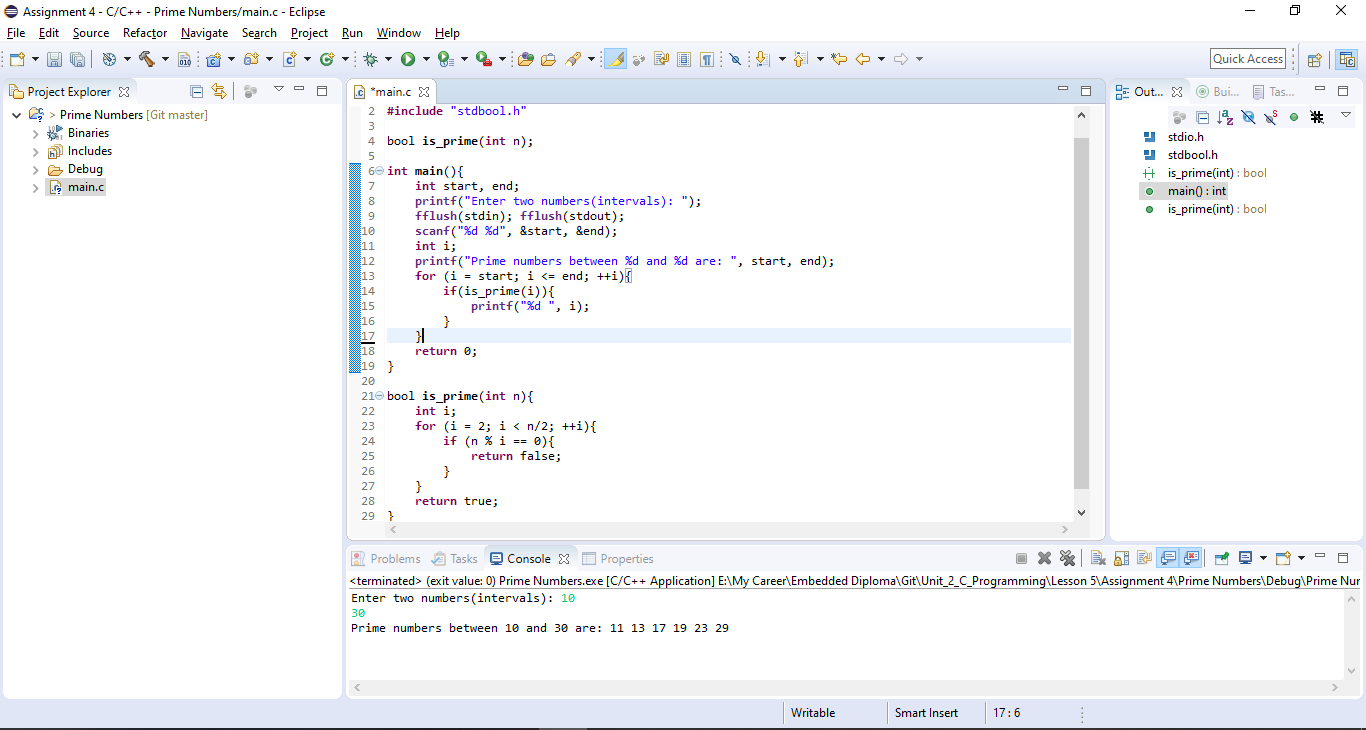 Assignment 4 - C/C++ - Prime Numbers/main.c - Eclipse
File Edit Source Refactor Navigate Search Project Run Window Help
Quick Access
Project Explorer
> Prime Numbers [Git master]
Binaries
Includes
Debug
main.c
*main.c
2 #include "stdbool.h"
3
4 bool is_prime(int n);
5
6 int main(){
7     int start, end;
8     printf("Enter two numbers(intervals): ");
9     fflush(stdin); fflush(stdout);
10     scanf("%d %d", &start, &end);
11     int i;
12     printf("Prime numbers between %d and %d are: ", start, end);
13     for (i = start; i <= end; ++i){
14         if(is_prime(i)){
15             printf("%d ", i);
16         }
17     }
18     return 0;
19 }
20
21 bool is_prime(int n){
22     int i;
23     for (i = 2; i < n/2; ++i){
24         if (n % i == 0){
25             return false;
26         }
27     }
28     return true;
29 }
Out... Bui... Tas...
stdio.h
stdbool.h
is_prime(int) : bool
main() : int
is_prime(int) : bool
Problems Tasks Console Properties
<terminated> (exit value: 0) Prime Numbers.exe [C/C++ Application] E:\My Career\Embedded Diploma\Git\Unit_2_C_Programming\Lesson 5\Assignment 4\Prime Numbers\Debug\Prime Nur
Enter two numbers(intervals): 10
30
Prime numbers between 10 and 30 are: 11 13 17 19 23 29
Writable Smart Insert 17 : 6